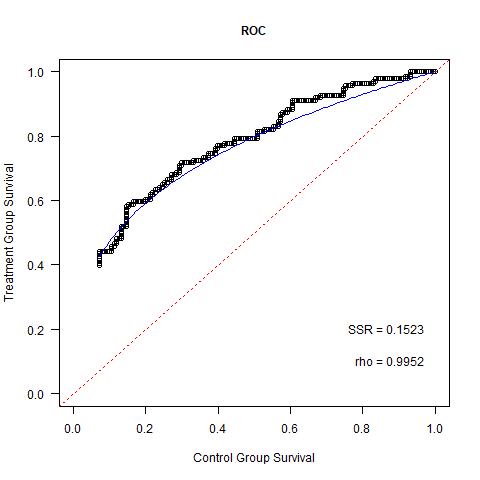 ROC
Treatment Group Survival
1.0
0.8
0.6
0.4
0.2
0.0
SSR = 0.1523
rho = 0.9952
0.0 0.2 0.4 0.6 0.8 1.0
Control Group Survival